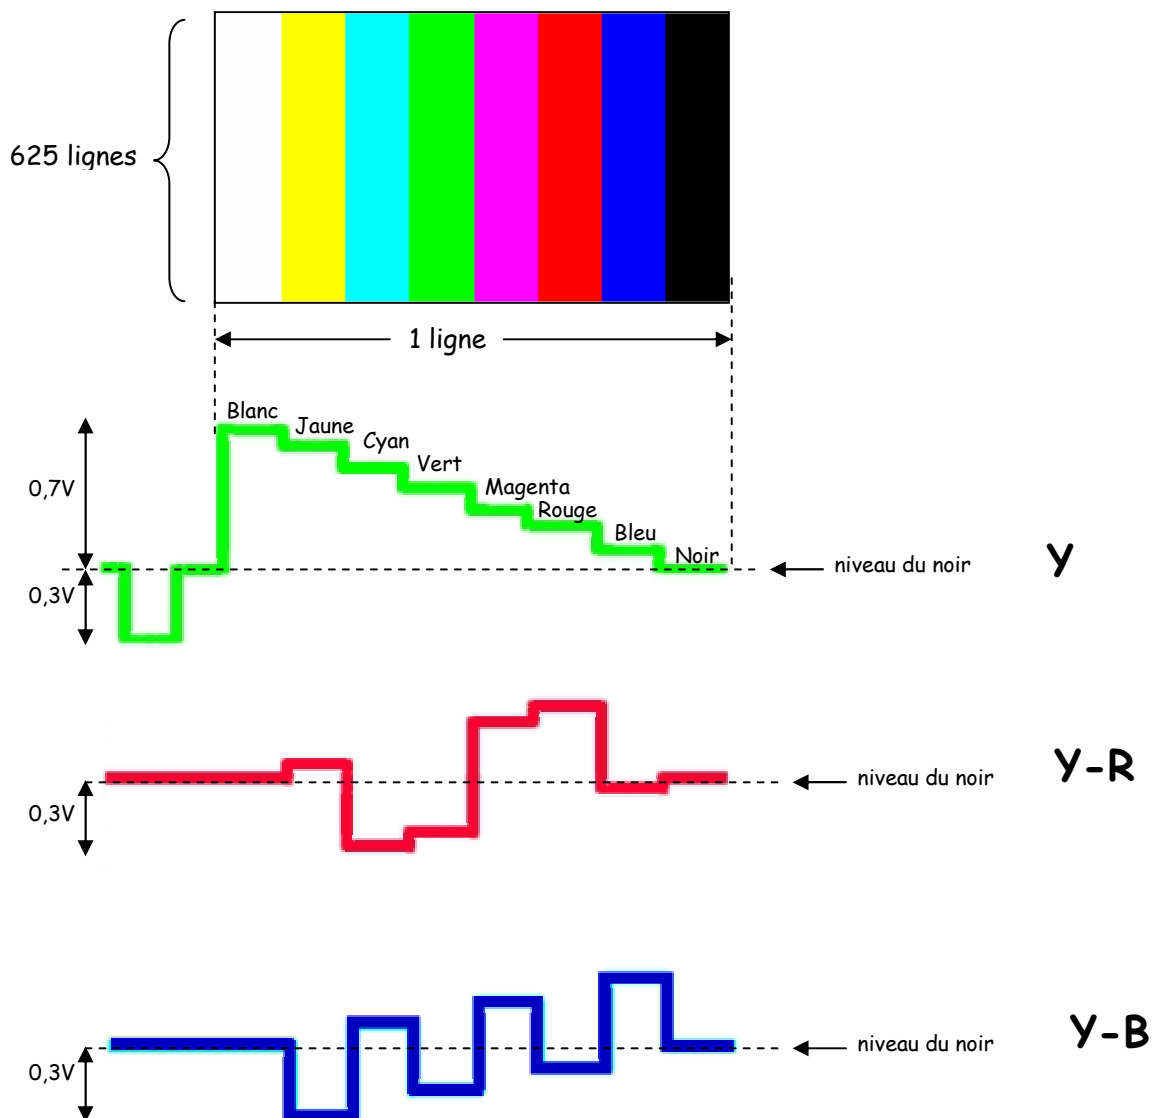 625 lignes
1 ligne
Blanc
Jaune
Cyan
Vert
Magenta
Rouge
Bleu
Noir
0,7V
niveau du noir
Y
0,3V
niveau du noir
Y-R
0,3V
niveau du noir
Y-B
0,3V